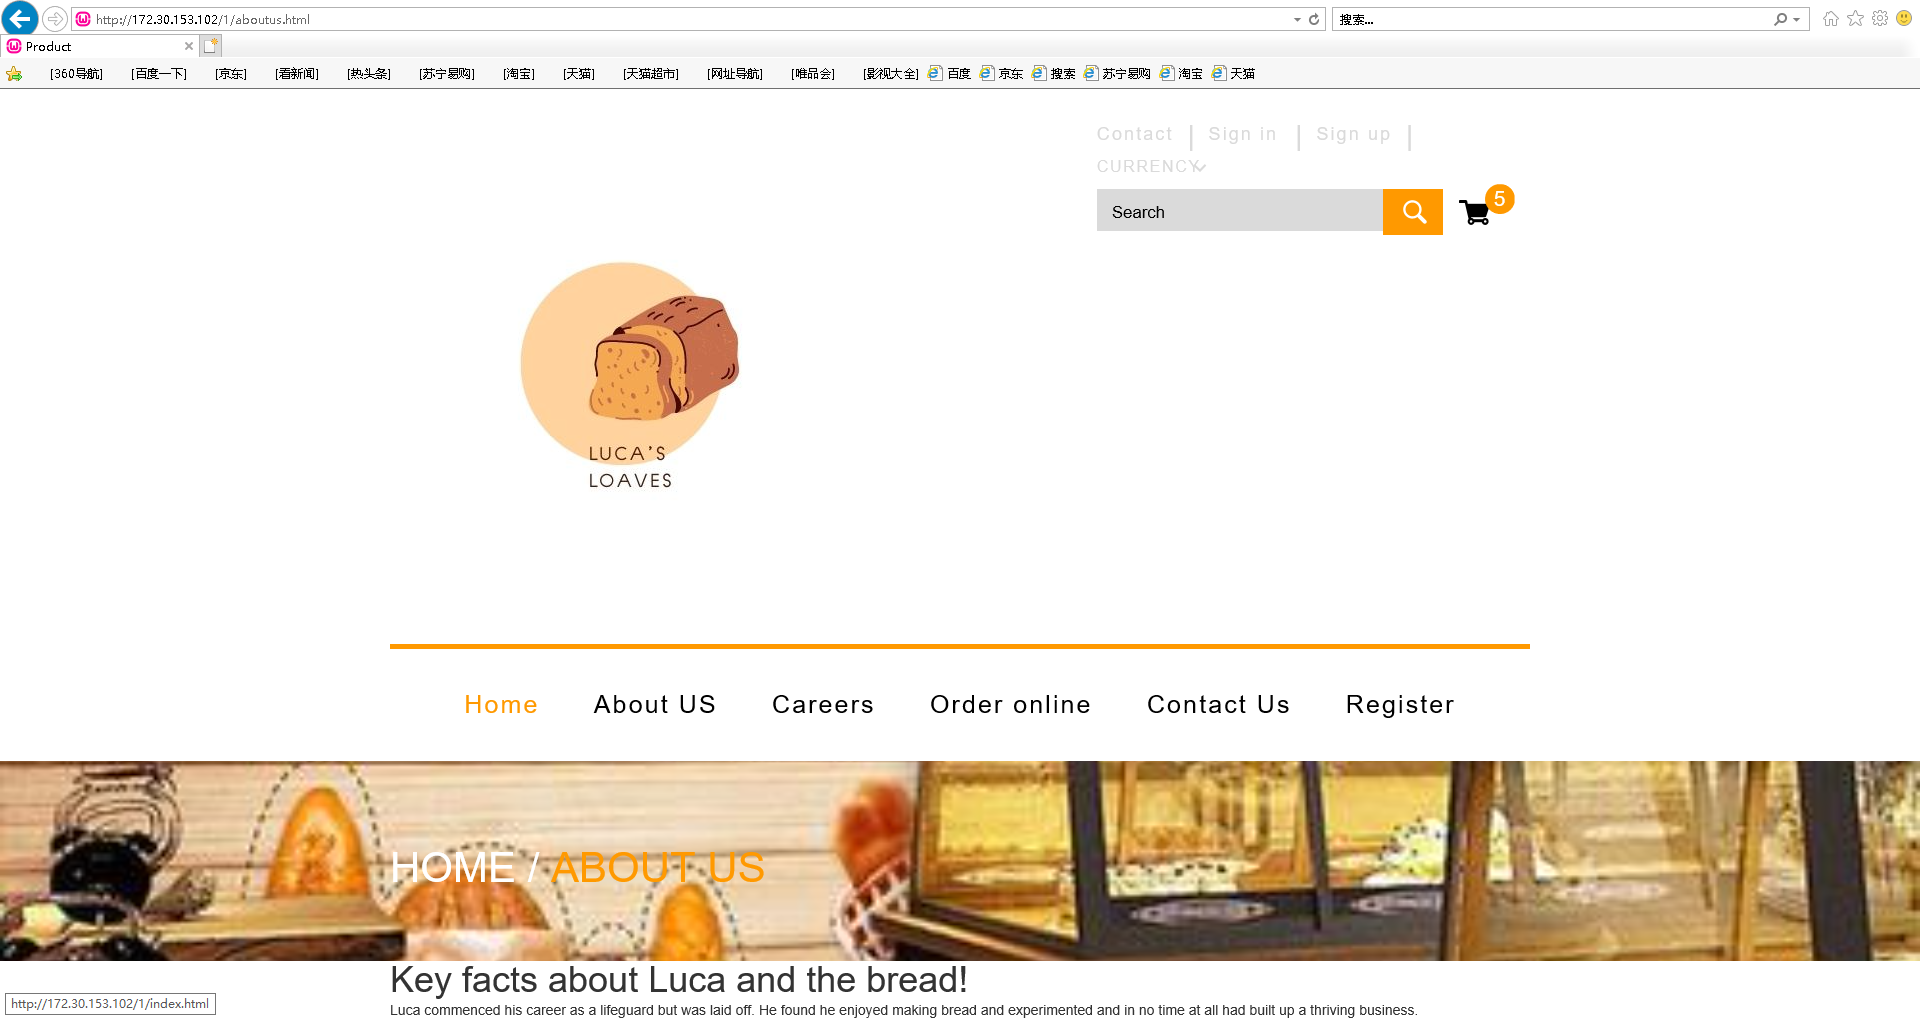 http://172.30.153.102/1/aboutus.html
搜索...
Product
[360导航] [百度一下] [京东] [看新闻] [热头条] [苏宁易购] [淘宝] [天猫] [天猫超市] [网址导航] [唯品会] [影视大全] 百度 京东 搜索 苏宁易购 淘宝 天猫
Contact | Sign in | Sign up |
CURRENCY
Search
5
LUCA'S
LOAVES
Home About US Careers Order online Contact Us Register
HOME / ABOUT US
Key facts about Luca and the bread!
Luca commenced his career as a lifeguard but was laid off. He found he enjoyed making bread and experimented and in no time at all had built up a thriving business.
http://172.30.153.102/1/index.html